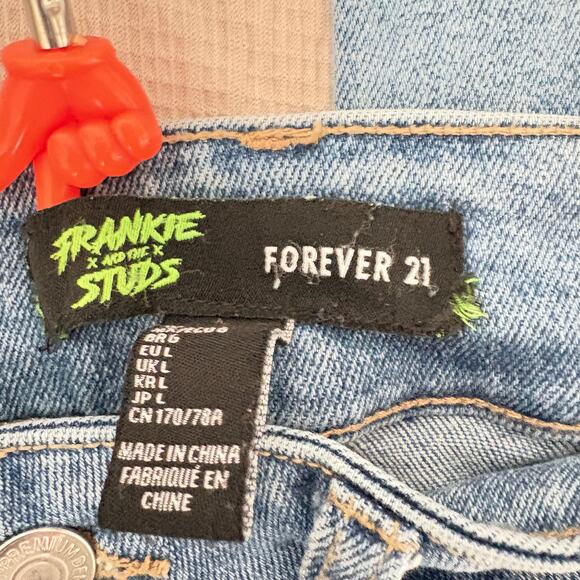 FRANKIE
X AND THE X
STUDS
FOREVER 21
BR 6
EU L
UK L
KR L
JP L
CN 170/78A
MADE IN CHINA
FABRIQUÉ EN
CHINE
PREMIUM